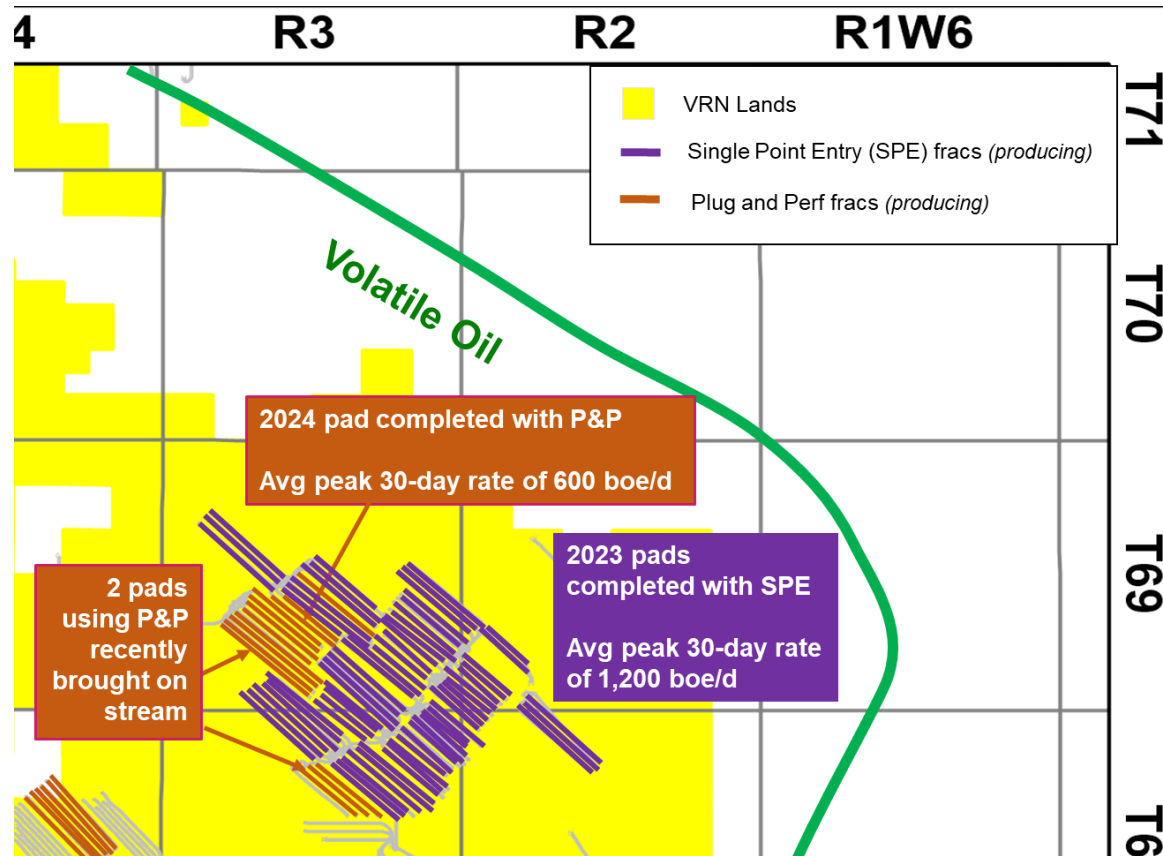 4
R3
R2
R1W6
VRN Lands
Single Point Entry (SPE) fracs (producing)
Plug and Perf fracs (producing)
T71
T70
T69
T6
Volatile Oil
2024 pad completed with P&P
Avg peak 30-day rate of 600 boe/d
2023 pads
completed with SPE
Avg peak 30-day rate
of 1,200 boe/d
2 pads
using P&P
recently
brought on
stream